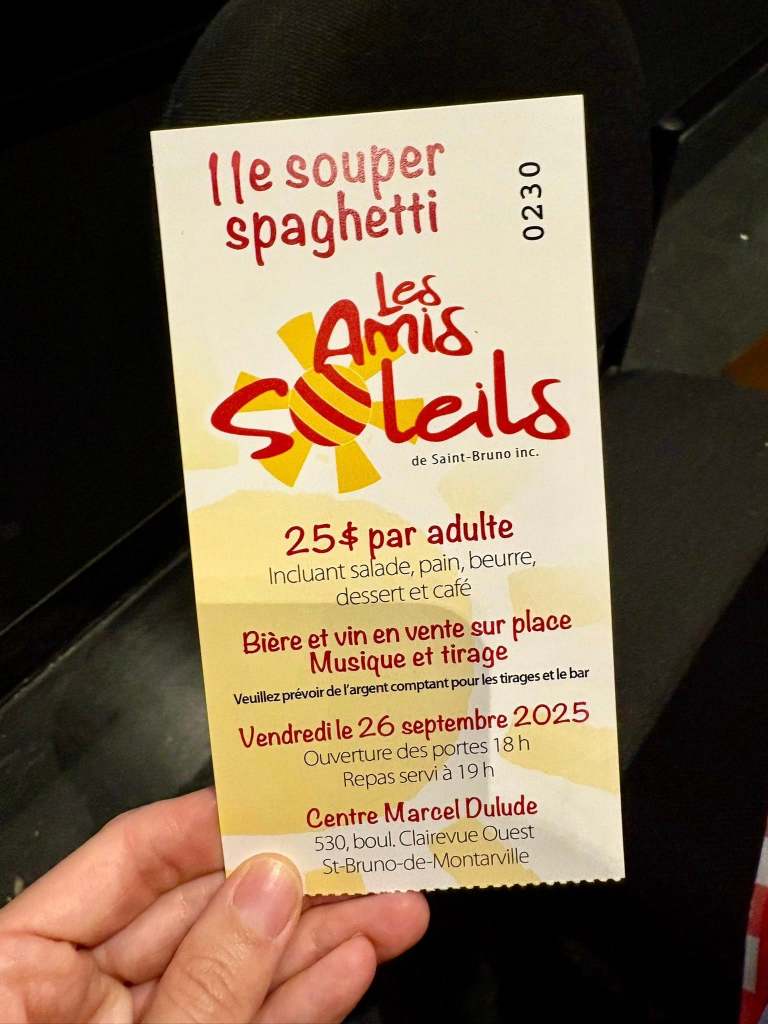 11e souper
spaghetti
0230
Les
Amis
Soleils
de Saint-Bruno inc.
25$ par adulte
Incluant salade, pain, beurre,
dessert et café
Bière et vin en vente sur place
Musique et tirage
Veuillez prévoir de l'argent comptant pour les tirages et le bar
Vendredi le 26 septembre 2025
Ouverture des portes 18 h
Repas servi à 19 h
Centre Marcel Dulude
530, boul. Clairevue Ouest
St-Bruno-de-Montarville